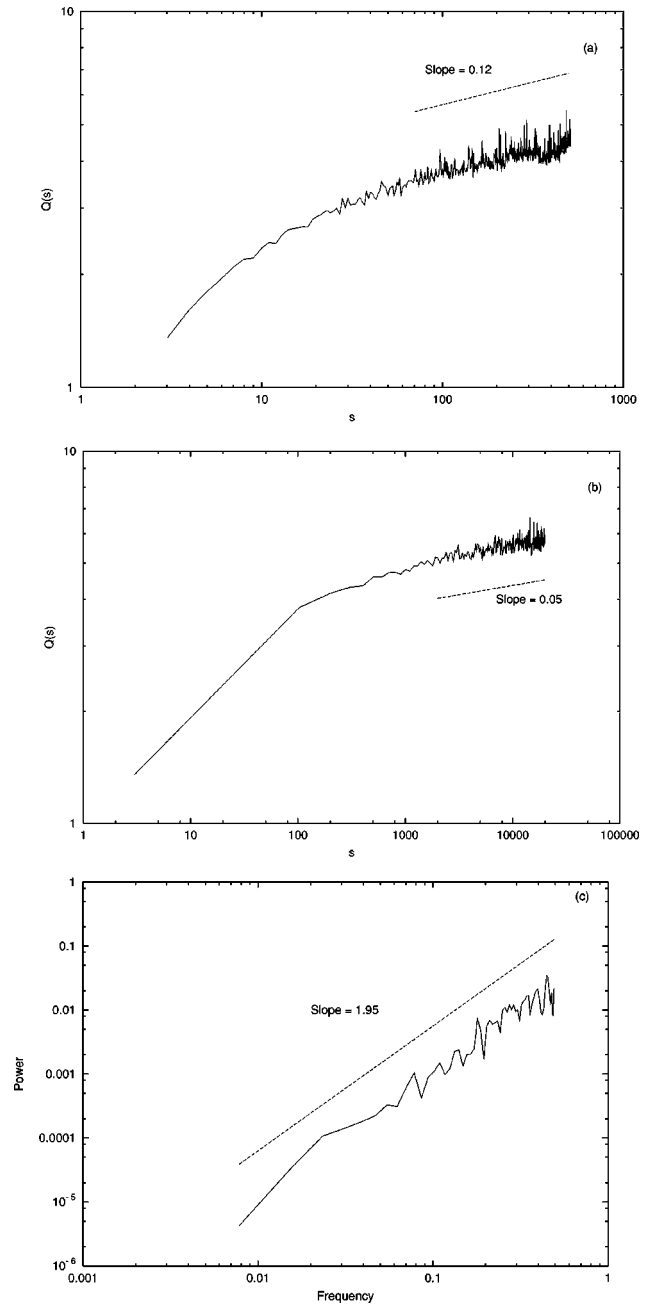 10
(a)
Slope = 0.12
Q(s)
1
1
10
100
1000
s
10
(b)
Slope = 0.05
Q(s)
1
1
10
100
1000
10000
100000
s
1
(c)
0.1
Slope = 1.95
0.01
Power
0.001
0.0001
10⁻⁵
10⁻⁶
0.001
0.01
0.1
1
Frequency